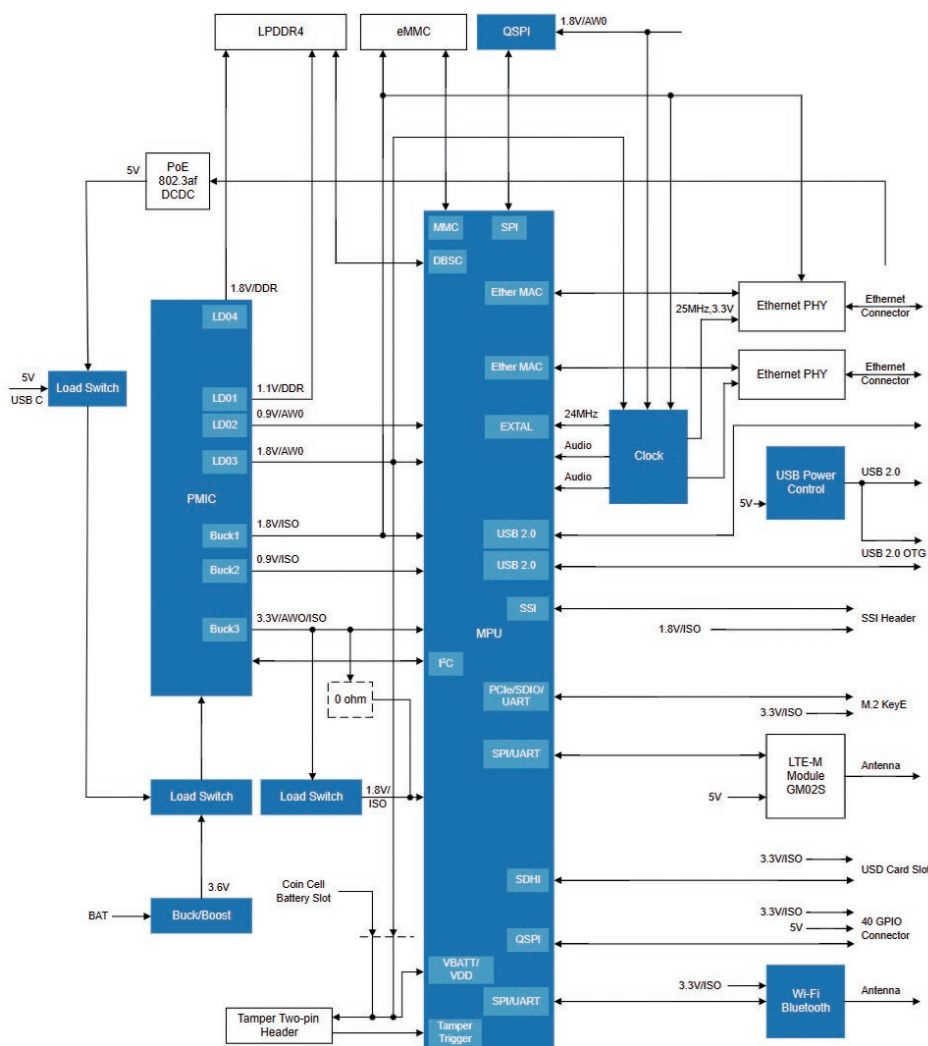 LPDDR4
eMMC
QSPI
1.8V/AW0
5V
PoE
802.3af
DCDC
MMC
SPI
DBSC
1.8V/DDR
LD04
Ether MAC
25MHz,3.3V
Ethernet PHY
Ethernet
Connector
5V
USB C
Load Switch
Ether MAC
Ethernet PHY
Ethernet
Connector
1.1V/DDR
LD01
0.9V/AW0
LD02
1.8V/AW0
LD03
EXTAL
24MHz
Audio
Audio
Clock
USB Power
Control
5V
USB 2.0
USB 2.0 OTG
PMIC
1.8V/ISO
Buck1
0.9V/ISO
Buck2
3.3V/AWO/ISO
Buck3
USB 2.0
USB 2.0
SSI
MPU
1.8V/ISO
SSI Header
I²C
0 ohm
PCIe/SDIO/
UART
3.3V/ISO
M.2 KeyE
SPI/UART
LTE-M
Module
GM02S
5V
Antenna
Load Switch
Load Switch
1.8V/
ISO
3.6V
BAT
Buck/Boost
Coin Cell
Battery Slot
SDHI
3.3V/ISO
USD Card Slot
QSPI
3.3V/ISO
5V
40 GPIO
Connector
VBATT/
VDD
SPI/UART
3.3V/ISO
Wi-Fi
Bluetooth
Antenna
Tamper Two-pin
Header
Tamper
Trigger